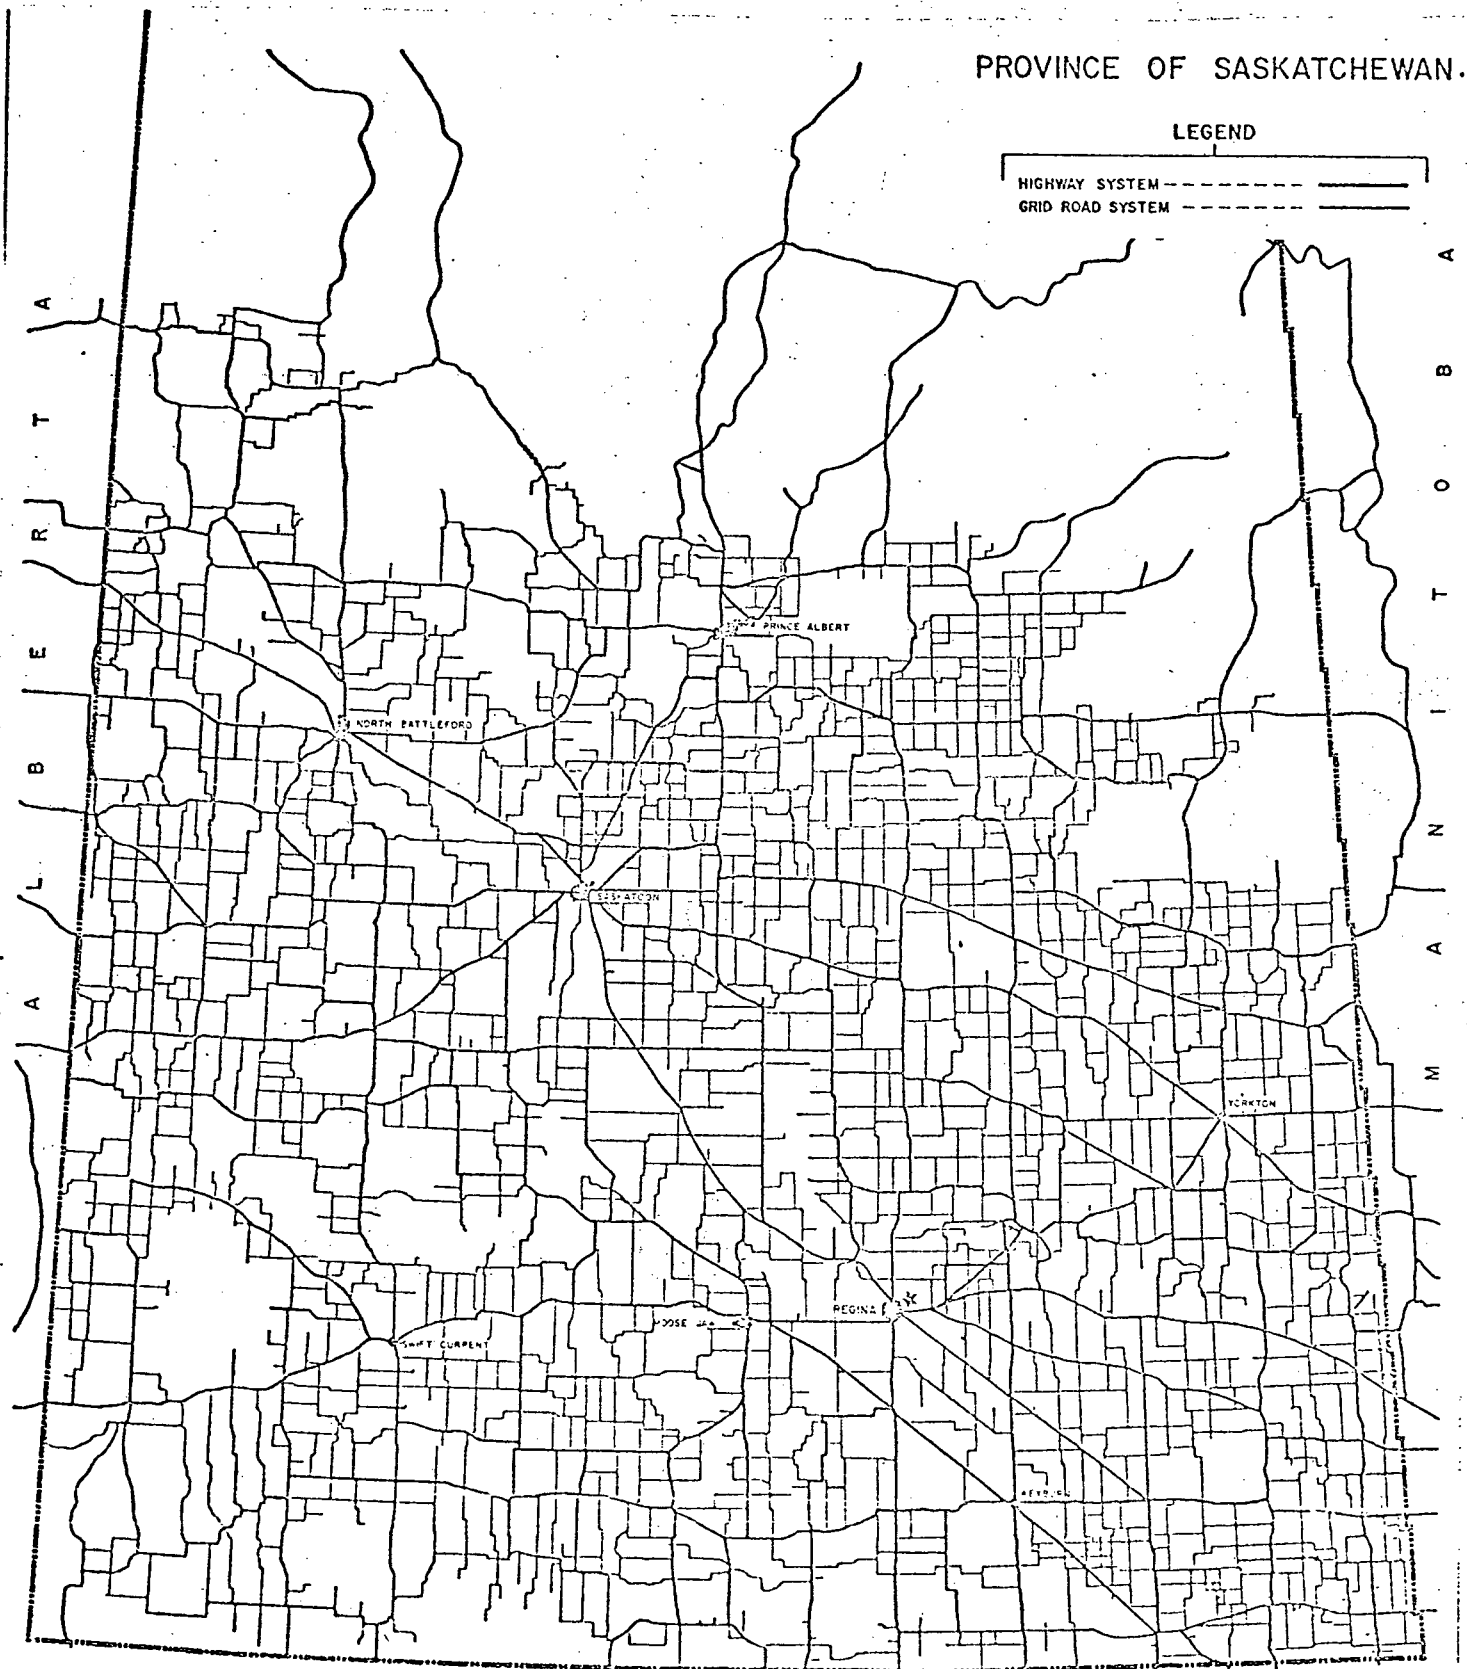 PROVINCE OF SASKATCHEWAN.
LEGEND
HIGHWAY SYSTEM
GRID ROAD SYSTEM
ALBERTA
MANITOBA
PRINCE ALBERT
NORTH BATTLEFORD
SASKATOON
YORKTON
REGINA
MOOSE JAW
SWIFT CURRENT
WEYBURN